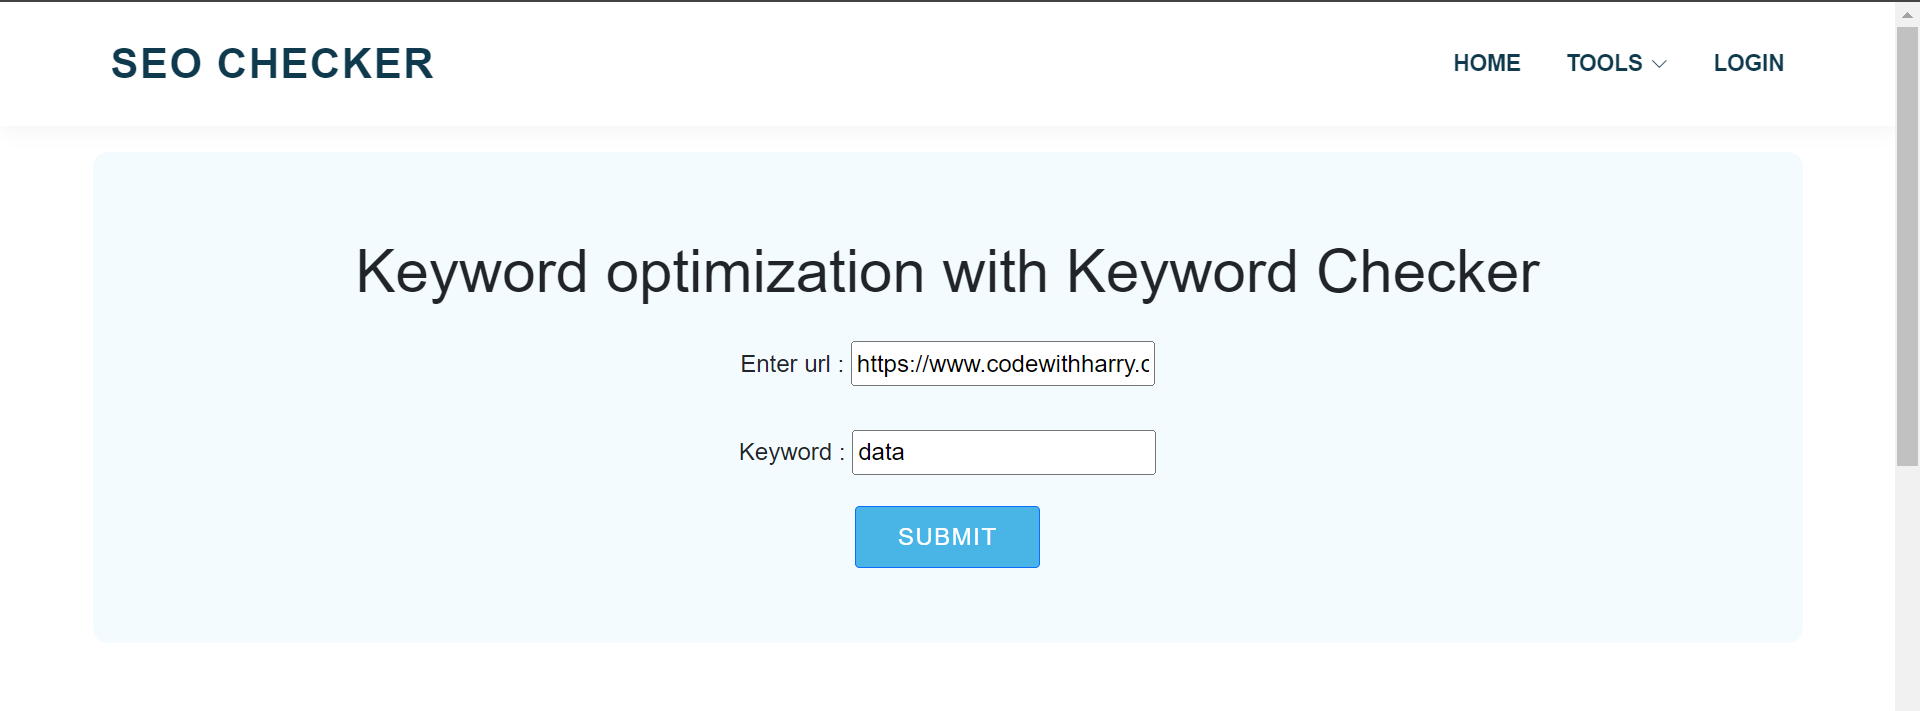 SEO CHECKER
HOME TOOLS LOGIN
Keyword optimization with Keyword Checker
Enter url : https://www.codewithharry.c
Keyword : data
SUBMIT